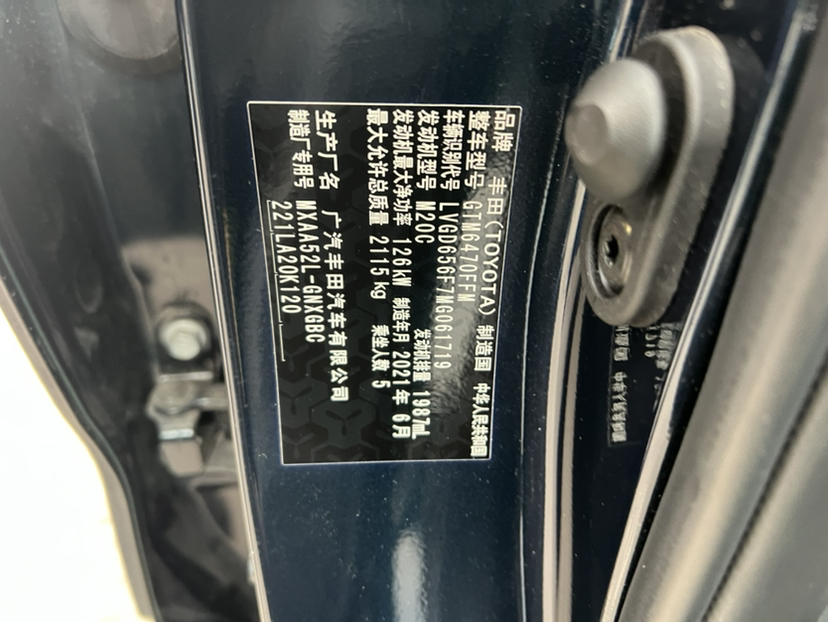 品牌 丰田(TOYOTA) 制造国 中华人民共和国
整车型号 GTM6470FFM
车辆识别代号 LVGD656F7MG061719
发动机型号 M20C 发动机排量 1987mL
发动机最大净功率 126kW 制造年月 2021年 6月
最大允许总质量 2115kg 乘坐人数 5
生产厂名 广汽丰田汽车有限公司
制造厂专用号 MXAA52L-GNXGBC
221LA20K120